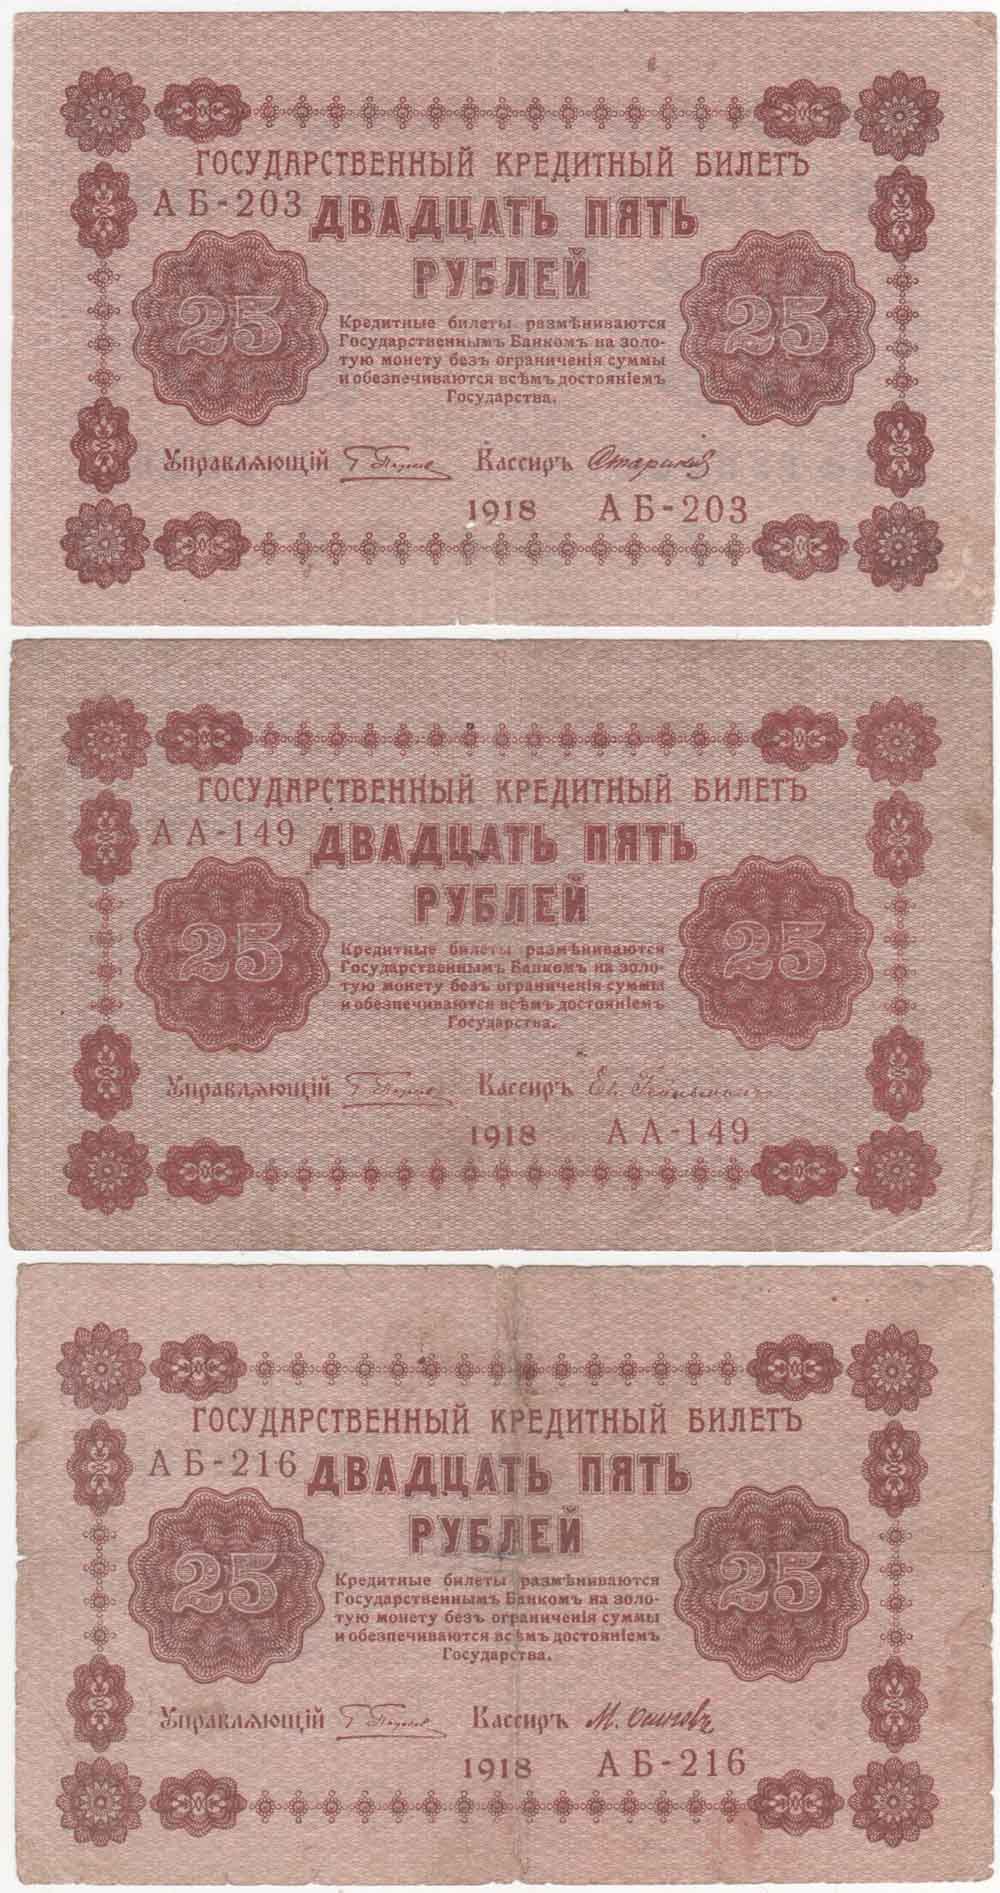 ГОСУДАРСТВЕННЫЙ КРЕДИТНЫЙ БИЛЕТЪ
АБ-203 ДВАДЦАТЬ ПЯТЬ
РУБЛЕЙ
25 25
Кредитные билеты размѣниваются
Государственнымъ Банкомъ на золо-
тую монету безъ ограниченія суммы
и обезпечиваются всѣмъ достояніемъ
Государства.
Управляющій Кассиръ
1918 АБ-203
ГОСУДАРСТВЕННЫЙ КРЕДИТНЫЙ БИЛЕТЪ
АА-149 ДВАДЦАТЬ ПЯТЬ
РУБЛЕЙ
25 25
Кредитные билеты размѣниваются
Государственнымъ Банкомъ на золо-
тую монету безъ ограниченія суммы
и обезпечиваются всѣмъ достояніемъ
Государства.
Управляющій Кассиръ
1918 АА-149
ГОСУДАРСТВЕННЫЙ КРЕДИТНЫЙ БИЛЕТЪ
АБ-216 ДВАДЦАТЬ ПЯТЬ
РУБЛЕЙ
25 25
Кредитные билеты размѣниваются
Государственнымъ Банкомъ на золо-
тую монету безъ ограниченія суммы
и обезпечиваются всѣмъ достояніемъ
Государства.
Управляющій Кассиръ
1918 АБ-216